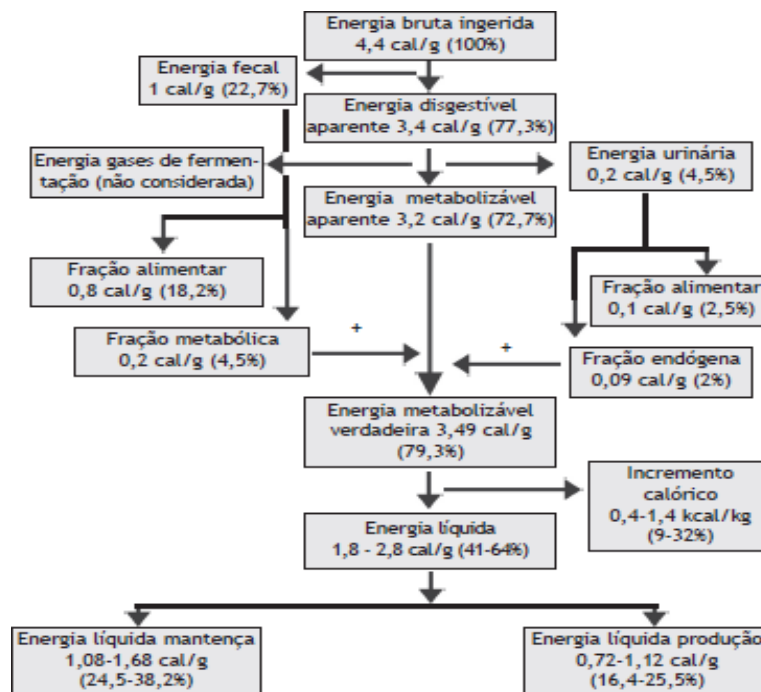 Energia bruta ingerida
4,4 cal/g (100%)
Energia fecal
1 cal/g (22,7%)
Energia disgestível
aparente 3,4 cal/g (77,3%)
Energia gases de fermen-
tação (não considerada)
Energia urinária
0,2 cal/g (4,5%)
Energia metabolizável
aparente 3,2 cal/g (72,7%)
Fração alimentar
0,8 cal/g (18,2%)
Fração alimentar
0,1 cal/g (2,5%)
Fração metabólica
0,2 cal/g (4,5%)
+
+
Fração endógena
0,09 cal/g (2%)
Energia metabolizável
verdadeira 3,49 cal/g
(79,3%)
Incremento
calórico
0,4-1,4 kcal/kg
(9-32%)
Energia líquida
1,8 - 2,8 cal/g (41-64%)
Energia líquida mantença
1,08-1,68 cal/g
(24,5-38,2%)
Energia líquida produção
0,72-1,12 cal/g
(16,4-25,5%)